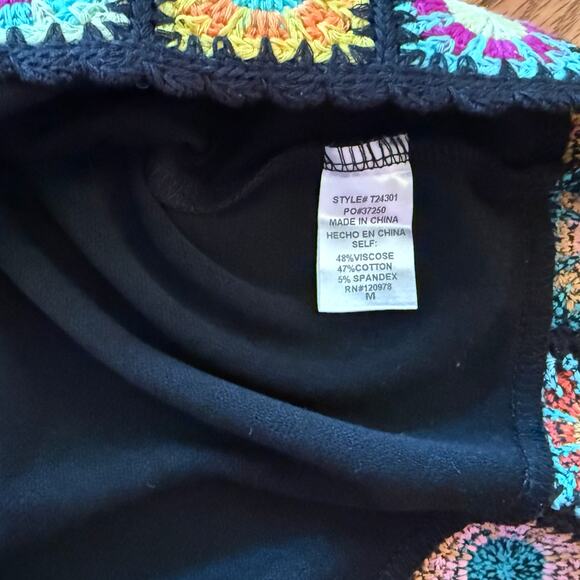 STYLE# T24301
PO#37250
MADE IN CHINA
HECHO EN CHINA
SELF:
48%VISCOSE
47%COTTON
5% SPANDEX
RN#120978
M